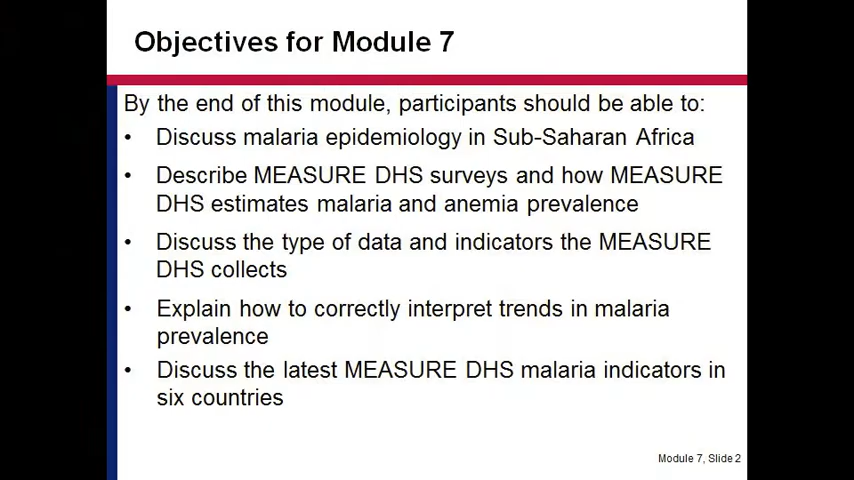 Objectives for Module 7
By the end of this module, participants should be able to:
• Discuss malaria epidemiology in Sub-Saharan Africa
• Describe MEASURE DHS surveys and how MEASURE
DHS estimates malaria and anemia prevalence
• Discuss the type of data and indicators the MEASURE
DHS collects
• Explain how to correctly interpret trends in malaria
prevalence
• Discuss the latest MEASURE DHS malaria indicators in
six countries
Module 7, Slide 2